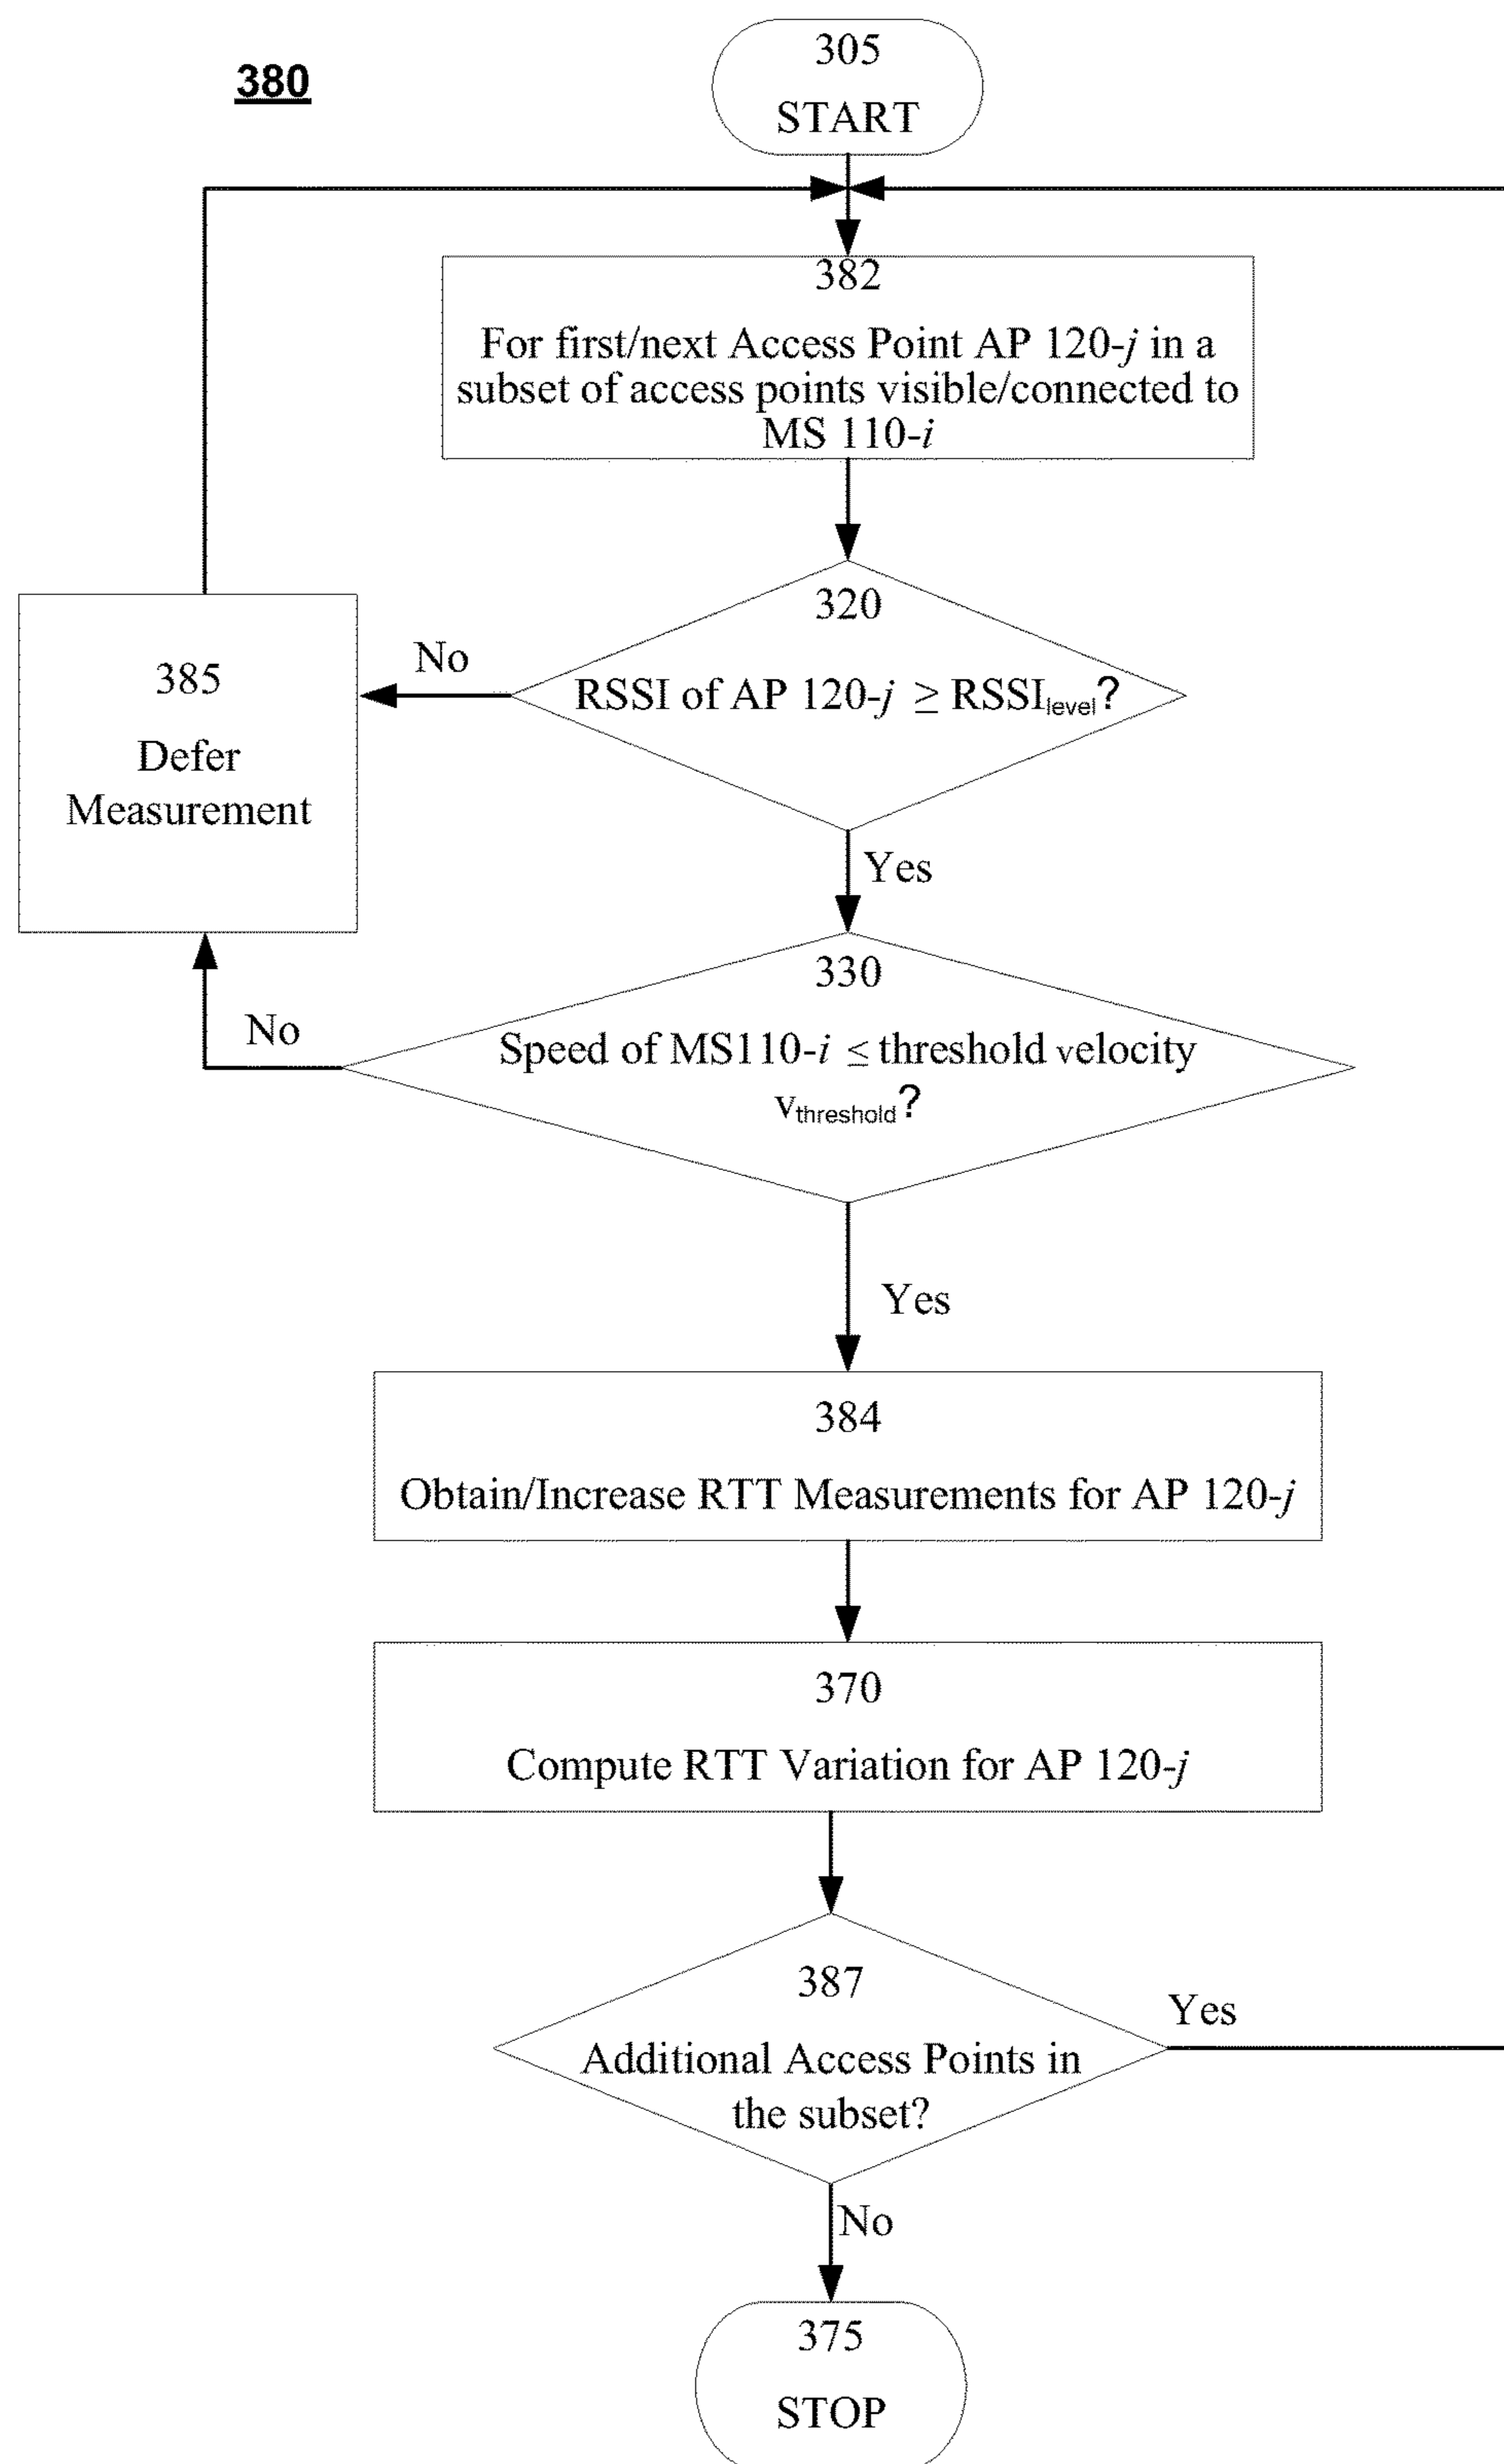 380
305
START
382
For first/next Access Point AP 120-j in a
subset of access points visible/connected to
MS 110-i
320
RSSI of AP 120-j ≥ RSSIlevel?
No
385
Defer
Measurement
Yes
330
Speed of MS110-i ≤ threshold velocity
vthreshold?
No
Yes
384
Obtain/Increase RTT Measurements for AP 120-j
370
Compute RTT Variation for AP 120-j
387
Additional Access Points in
the subset?
Yes
No
375
STOP